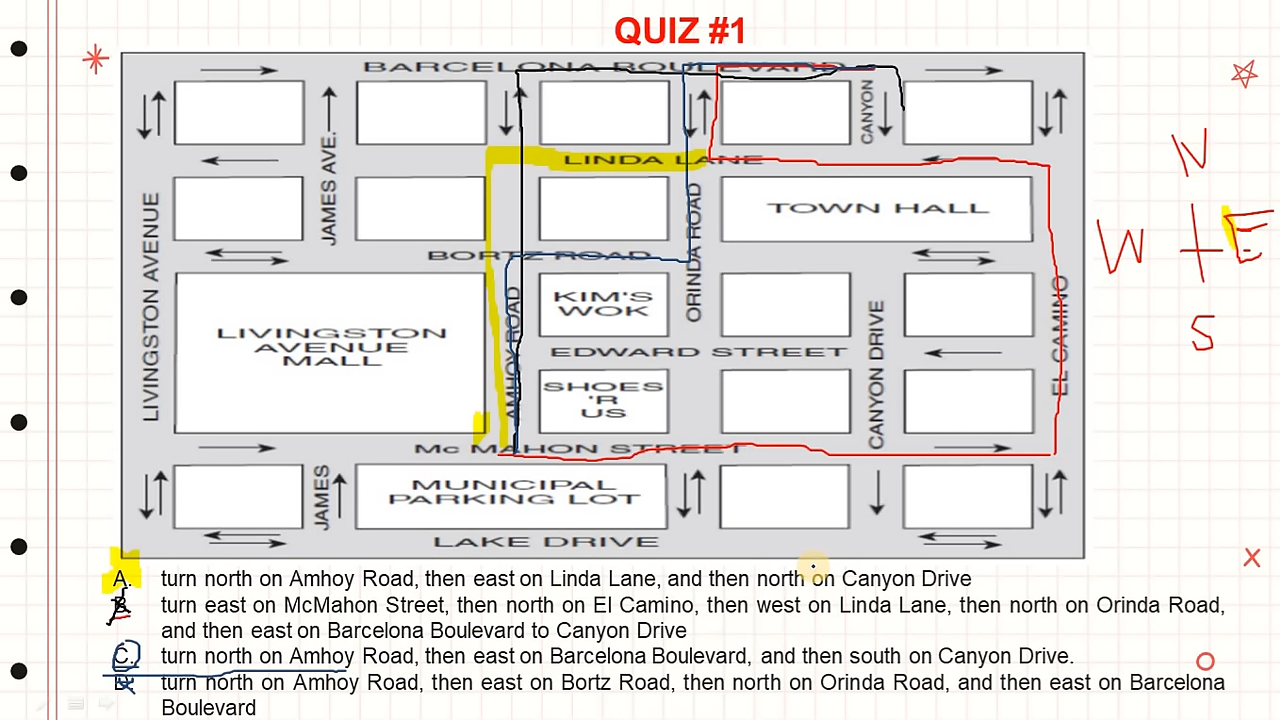 QUIZ #1
BARCELONA BOULEVARD
CANYON
JAMES AVE.
LINDA LANE
N
LIVINGSTON AVENUE
TOWN HALL
ORINDA ROAD
W E
BORTZ ROAD
S
KIM'S
WOK
LIVINGSTON
AVENUE
MALL
AMHOY ROAD
EDWARD STREET
CANYON DRIVE
EL CAMINO
SHOES
'R
US
Mc MAHON STREET
JAMES
MUNICIPAL
PARKING LOT
LAKE DRIVE
A. turn north on Amhoy Road, then east on Linda Lane, and then north on Canyon Drive
B. turn east on McMahon Street, then north on El Camino, then west on Linda Lane, then north on Orinda Road,
and then east on Barcelona Boulevard to Canyon Drive
C. turn north on Amhoy Road, then east on Barcelona Boulevard, and then south on Canyon Drive.
D. turn north on Amhoy Road, then east on Bortz Road, then north on Orinda Road, and then east on Barcelona
Boulevard